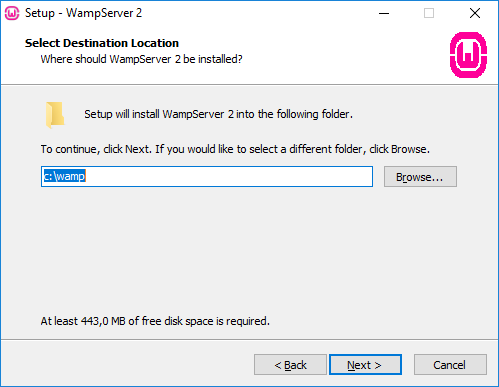 Setup - WampServer 2
Select Destination Location
Where should WampServer 2 be installed?
Setup will install WampServer 2 into the following folder.
To continue, click Next. If you would like to select a different folder, click Browse.
c:\wamp
Browse...
At least 443,0 MB of free disk space is required.
< Back
Next >
Cancel